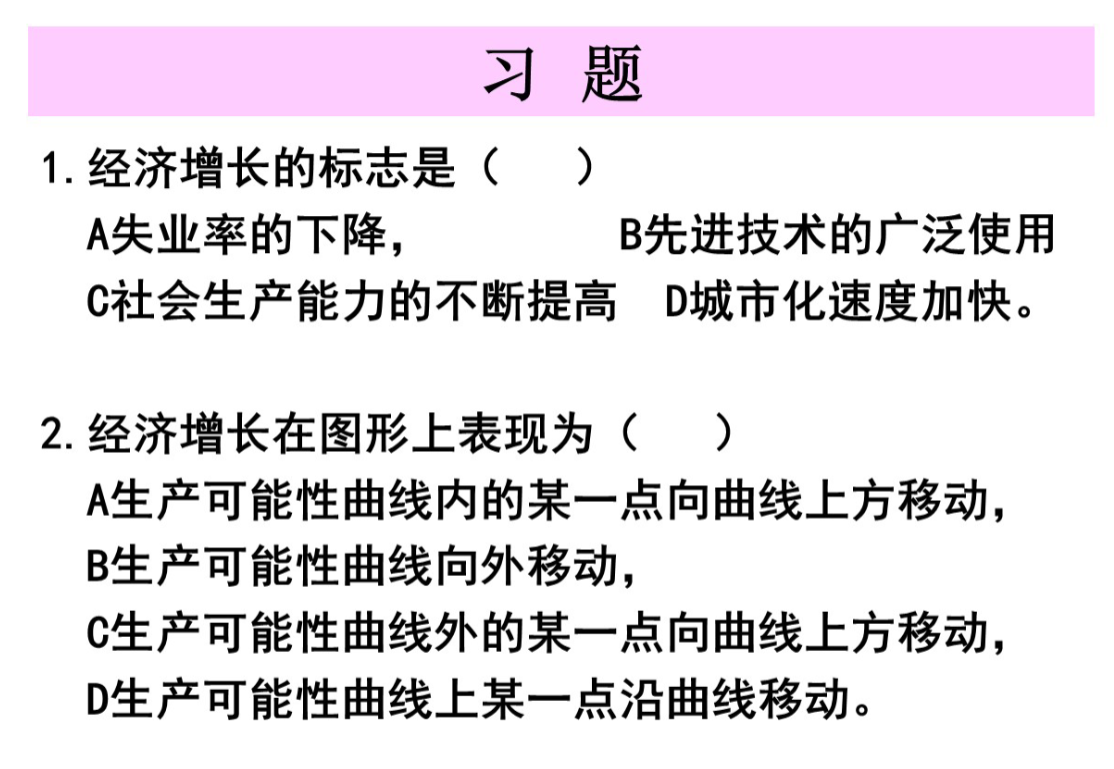 习 题
1.经济增长的标志是（　　）
A失业率的下降，　　　　B先进技术的广泛使用
C社会生产能力的不断提高　D城市化速度加快。
2.经济增长在图形上表现为（　　）
A生产可能性曲线内的某一点向曲线上方移动，
B生产可能性曲线向外移动，
C生产可能性曲线外的某一点向曲线上方移动，
D生产可能性曲线上某一点沿曲线移动。